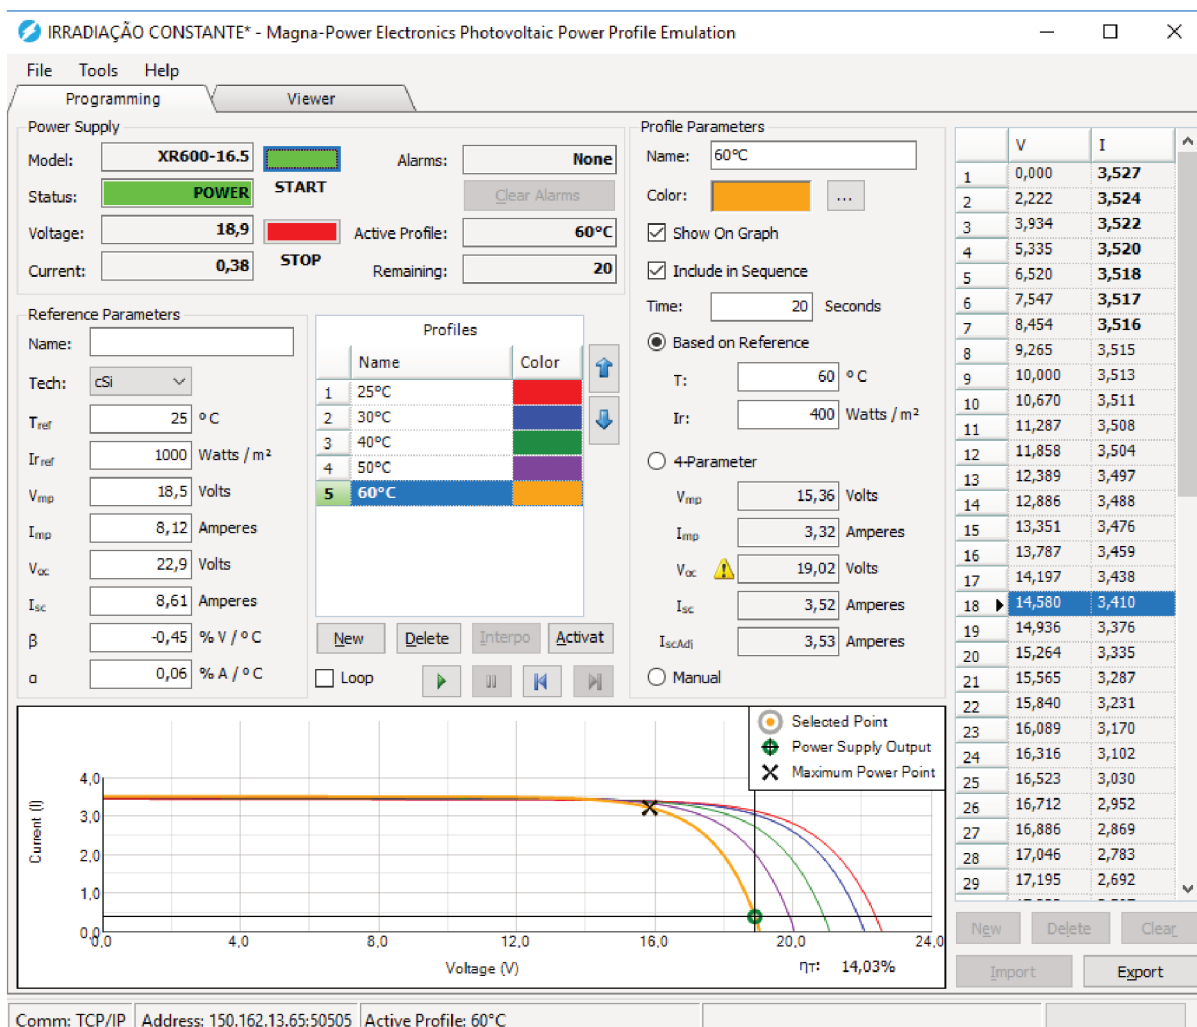 IRRADIAÇÃO CONSTANTE* - Magna-Power Electronics Photovoltaic Power Profile Emulation
File Tools Help
Programming Viewer
Power Supply
Model: XR600-16.5
START
Status: POWER
Voltage: 18,9
STOP
Current: 0,38
Alarms: None
Clear Alarms
Active Profile: 60°C
Remaining: 20
Reference Parameters
Name:
Tech: cSi
Tref 25 °C
Irref 1000 Watts / m²
Vmp 18,5 Volts
Imp 8,12 Amperes
Voc 22,9 Volts
Isc 8,61 Amperes
β -0,45 % V / °C
α 0,06 % A / °C
Profiles
Name Color
1 25°C
2 30°C
3 40°C
4 50°C
5 60°C
New Delete Interpo Activat
Loop
Profile Parameters
Name: 60°C
Color: ...
Show On Graph
Include in Sequence
Time: 20 Seconds
Based on Reference
T: 60 °C
Ir: 400 Watts / m²
4-Parameter
Vmp 15,36 Volts
Imp 3,32 Amperes
Voc 19,02 Volts
Isc 3,52 Amperes
IscAdj 3,53 Amperes
Manual
V I
1 0,000 3,527
2 2,222 3,524
3 3,934 3,522
4 5,335 3,520
5 6,520 3,518
6 7,547 3,517
7 8,454 3,516
8 9,265 3,515
9 10,000 3,513
10 10,670 3,511
11 11,287 3,508
12 11,858 3,504
13 12,389 3,497
14 12,886 3,488
15 13,351 3,476
16 13,787 3,459
17 14,197 3,438
18 14,580 3,410
19 14,936 3,376
20 15,264 3,335
21 15,565 3,287
22 15,840 3,231
23 16,089 3,170
24 16,316 3,102
25 16,523 3,030
26 16,712 2,952
27 16,886 2,869
28 17,046 2,783
29 17,195 2,692
New Delete Clear
Import Export
Selected Point
Power Supply Output
Maximum Power Point
Current (I)
4,0
3,0
2,0
1,0
0,0
0,0 4,0 8,0 12,0 16,0 20,0 24,0
Voltage (V)
ηT: 14,03%
Comm: TCP/IP Address: 150.162.13.65:50505 Active Profile: 60°C